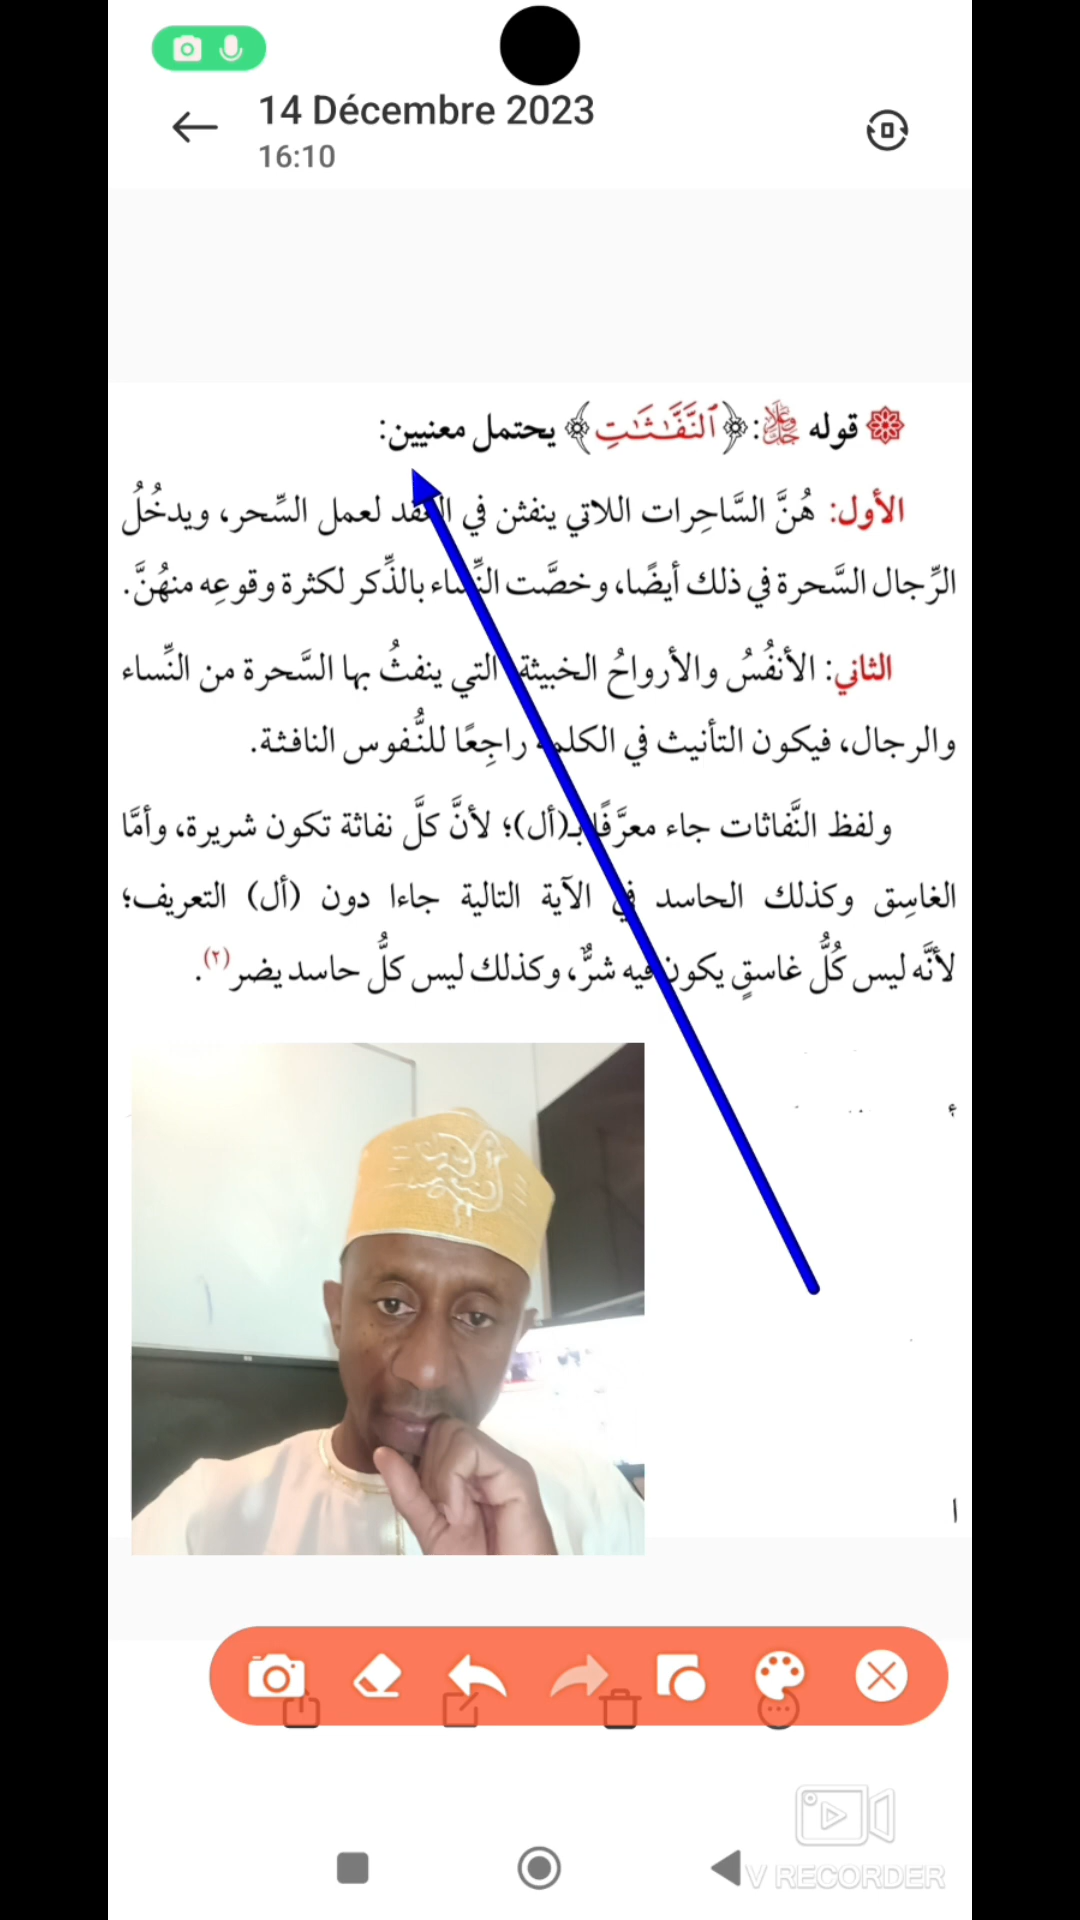 14 Décembre 2023
16:10
قوله جل وعلا: ﴿ٱلنَّفَّـٰثَـٰتِ﴾ يحتمل معنيين:
الأول: هُنَّ السَّاحِرات اللاتي ينفثن في العقد لعمل السِّحر، ويدخُلُ
الرِّجال السَّحرة في ذلك أيضًا، وخصَّت النِّساء بالذِّكر لكثرة وقوعِه منهُنَّ.
الثاني: الأنفُسُ والأرواحُ الخبيثة التي ينفثُ بها السَّحرة من النِّساء
والرجال، فيكون التأنيث في الكلمة راجِعًا للنُّفوس النافثة.
ولفظ النَّفاثات جاء معرَّفًا بـ(أل)؛ لأنَّ كلَّ نفاثة تكون شريرة، وأمَّا
الغاسِق وكذلك الحاسد في الآية التالية جاءا دون (أل) التعريف؛
لأنَّه ليس كُلُّ غاسقٍ يكون فيه شرٌّ، وكذلك ليس كلُّ حاسد يضر(٢).
V RECORDER